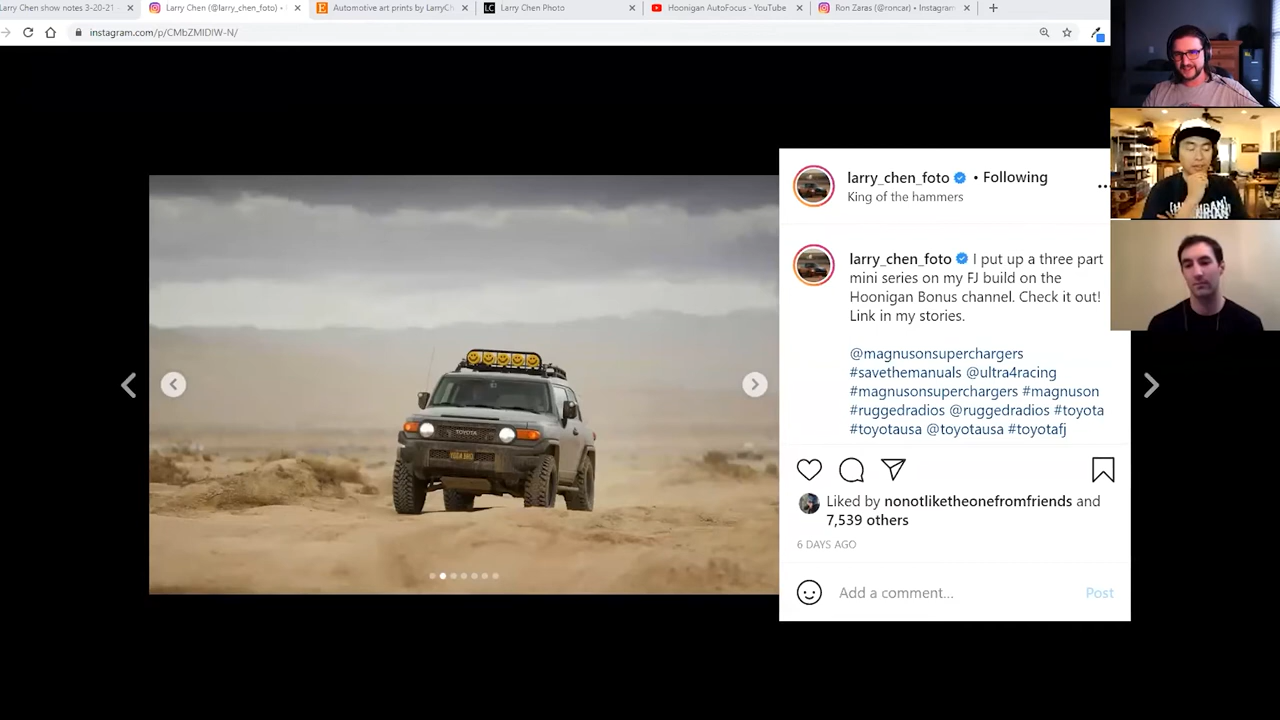 Larry Chen show notes 3-20-21 -
Larry Chen (@larry_chen_foto) •
Automotive art prints by LarryCh
LC Larry Chen Photo
Hoonigan AutoFocus - YouTube
Ron Zaras (@roncar) • Instagram
instagram.com/p/CMbZMIDIW-N/
larry_chen_foto • Following
King of the hammers
larry_chen_foto I put up a three part
mini series on my FJ build on the
Hoonigan Bonus channel. Check it out!
Link in my stories.
@magnusonsuperchargers
#savethemanuals @ultra4racing
#magnusonsuperchargers #magnuson
#ruggedradios @ruggedradios #toyota
#toyotausa @toyotausa #toyotafj
Liked by nonotliketheonefromfriends and
7,539 others
6 DAYS AGO
Add a comment...
Post
TOYOTA